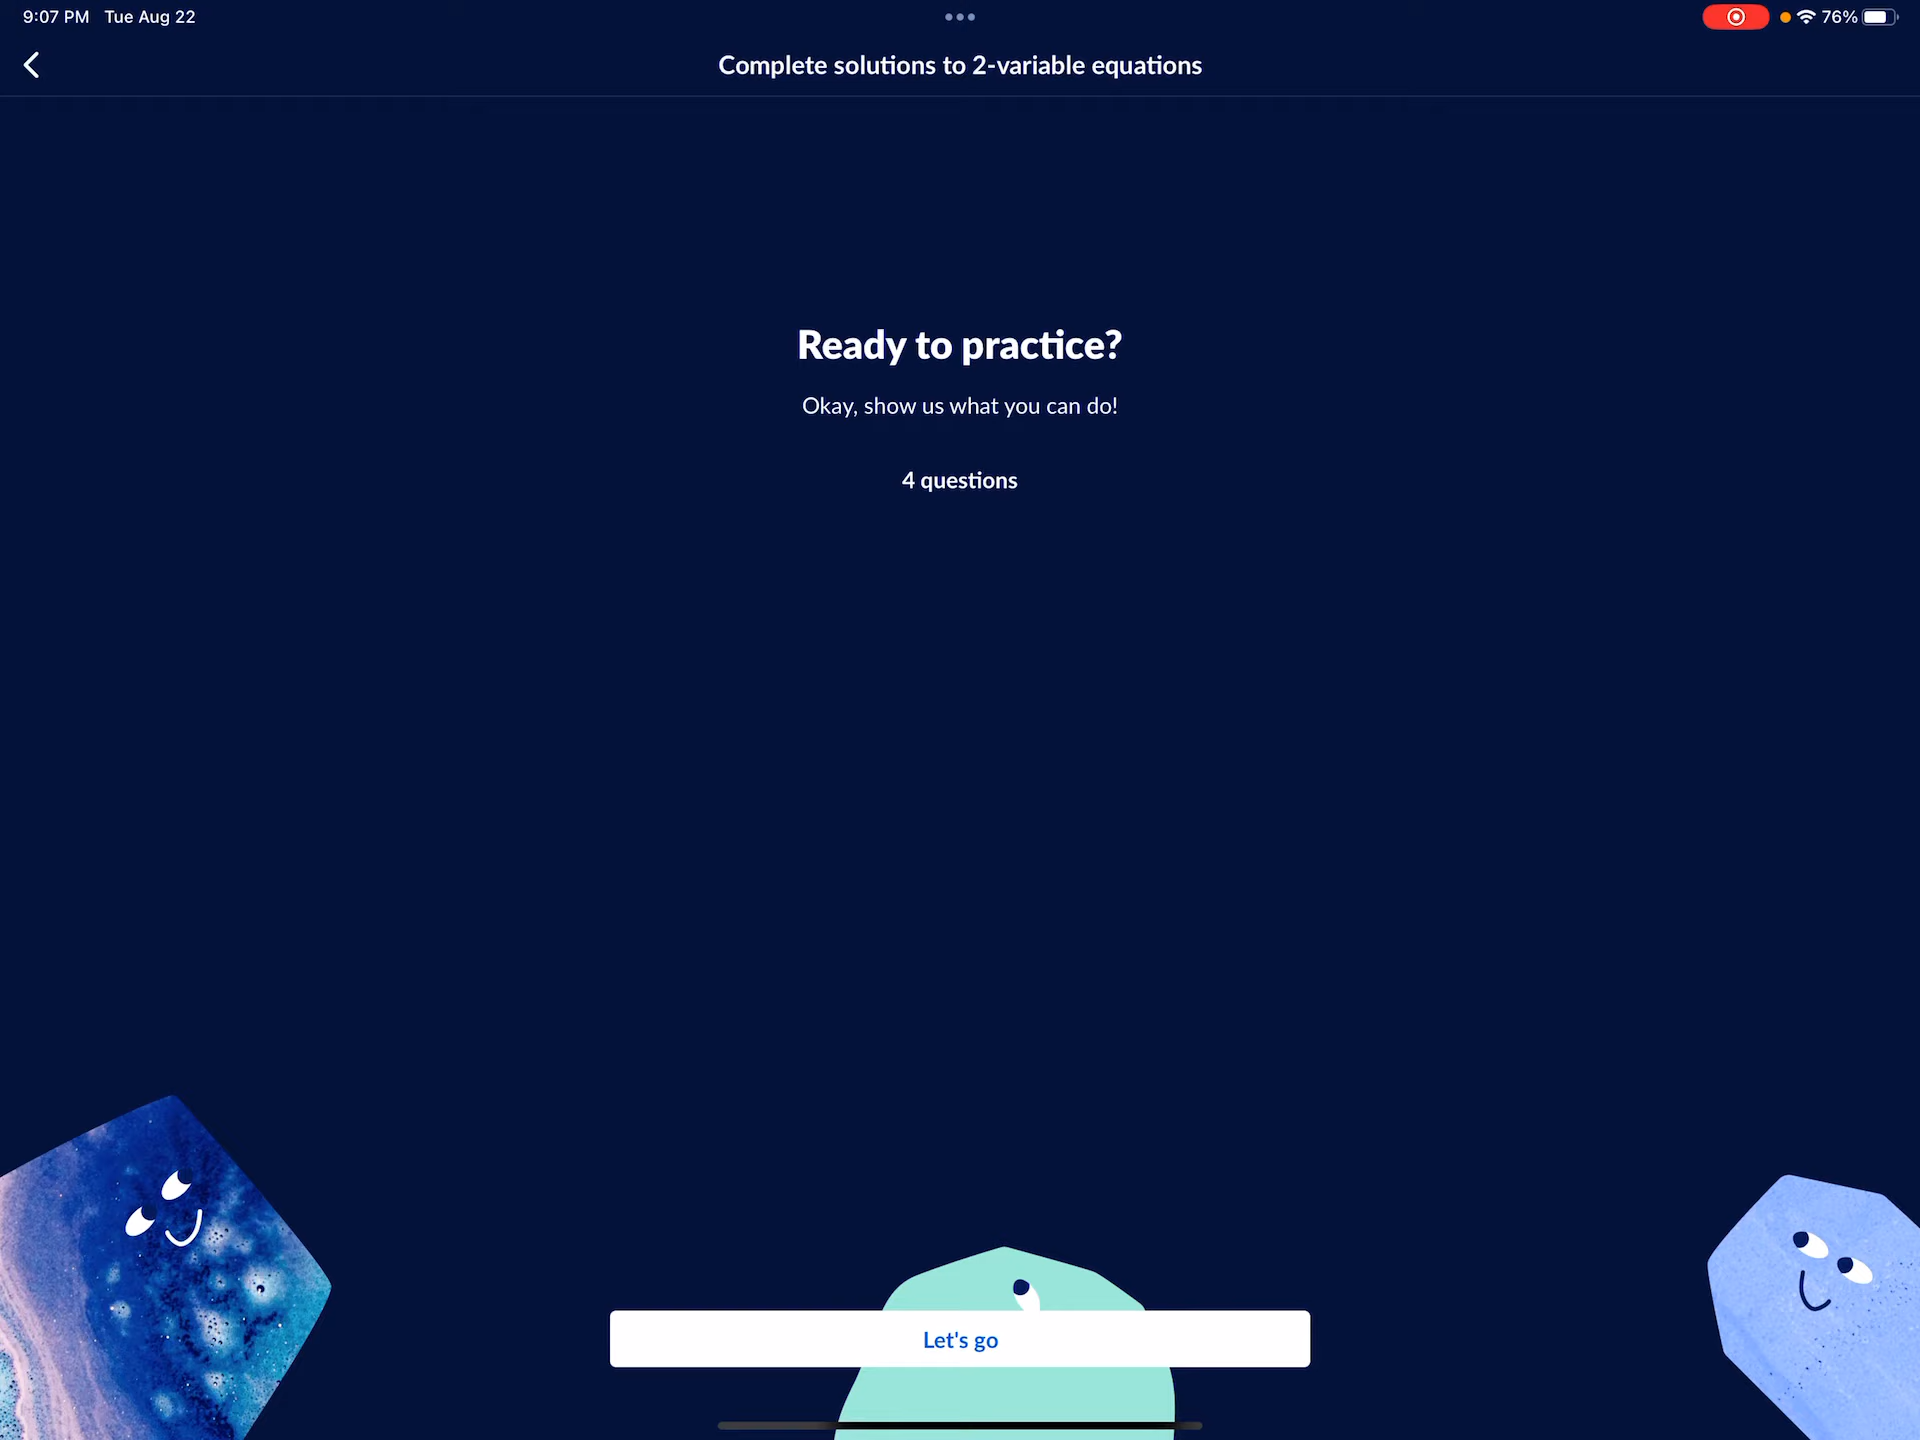 9:07 PM Tue Aug 22
76%
Complete solutions to 2-variable equations
Ready to practice?
Okay, show us what you can do!
4 questions
Let's go